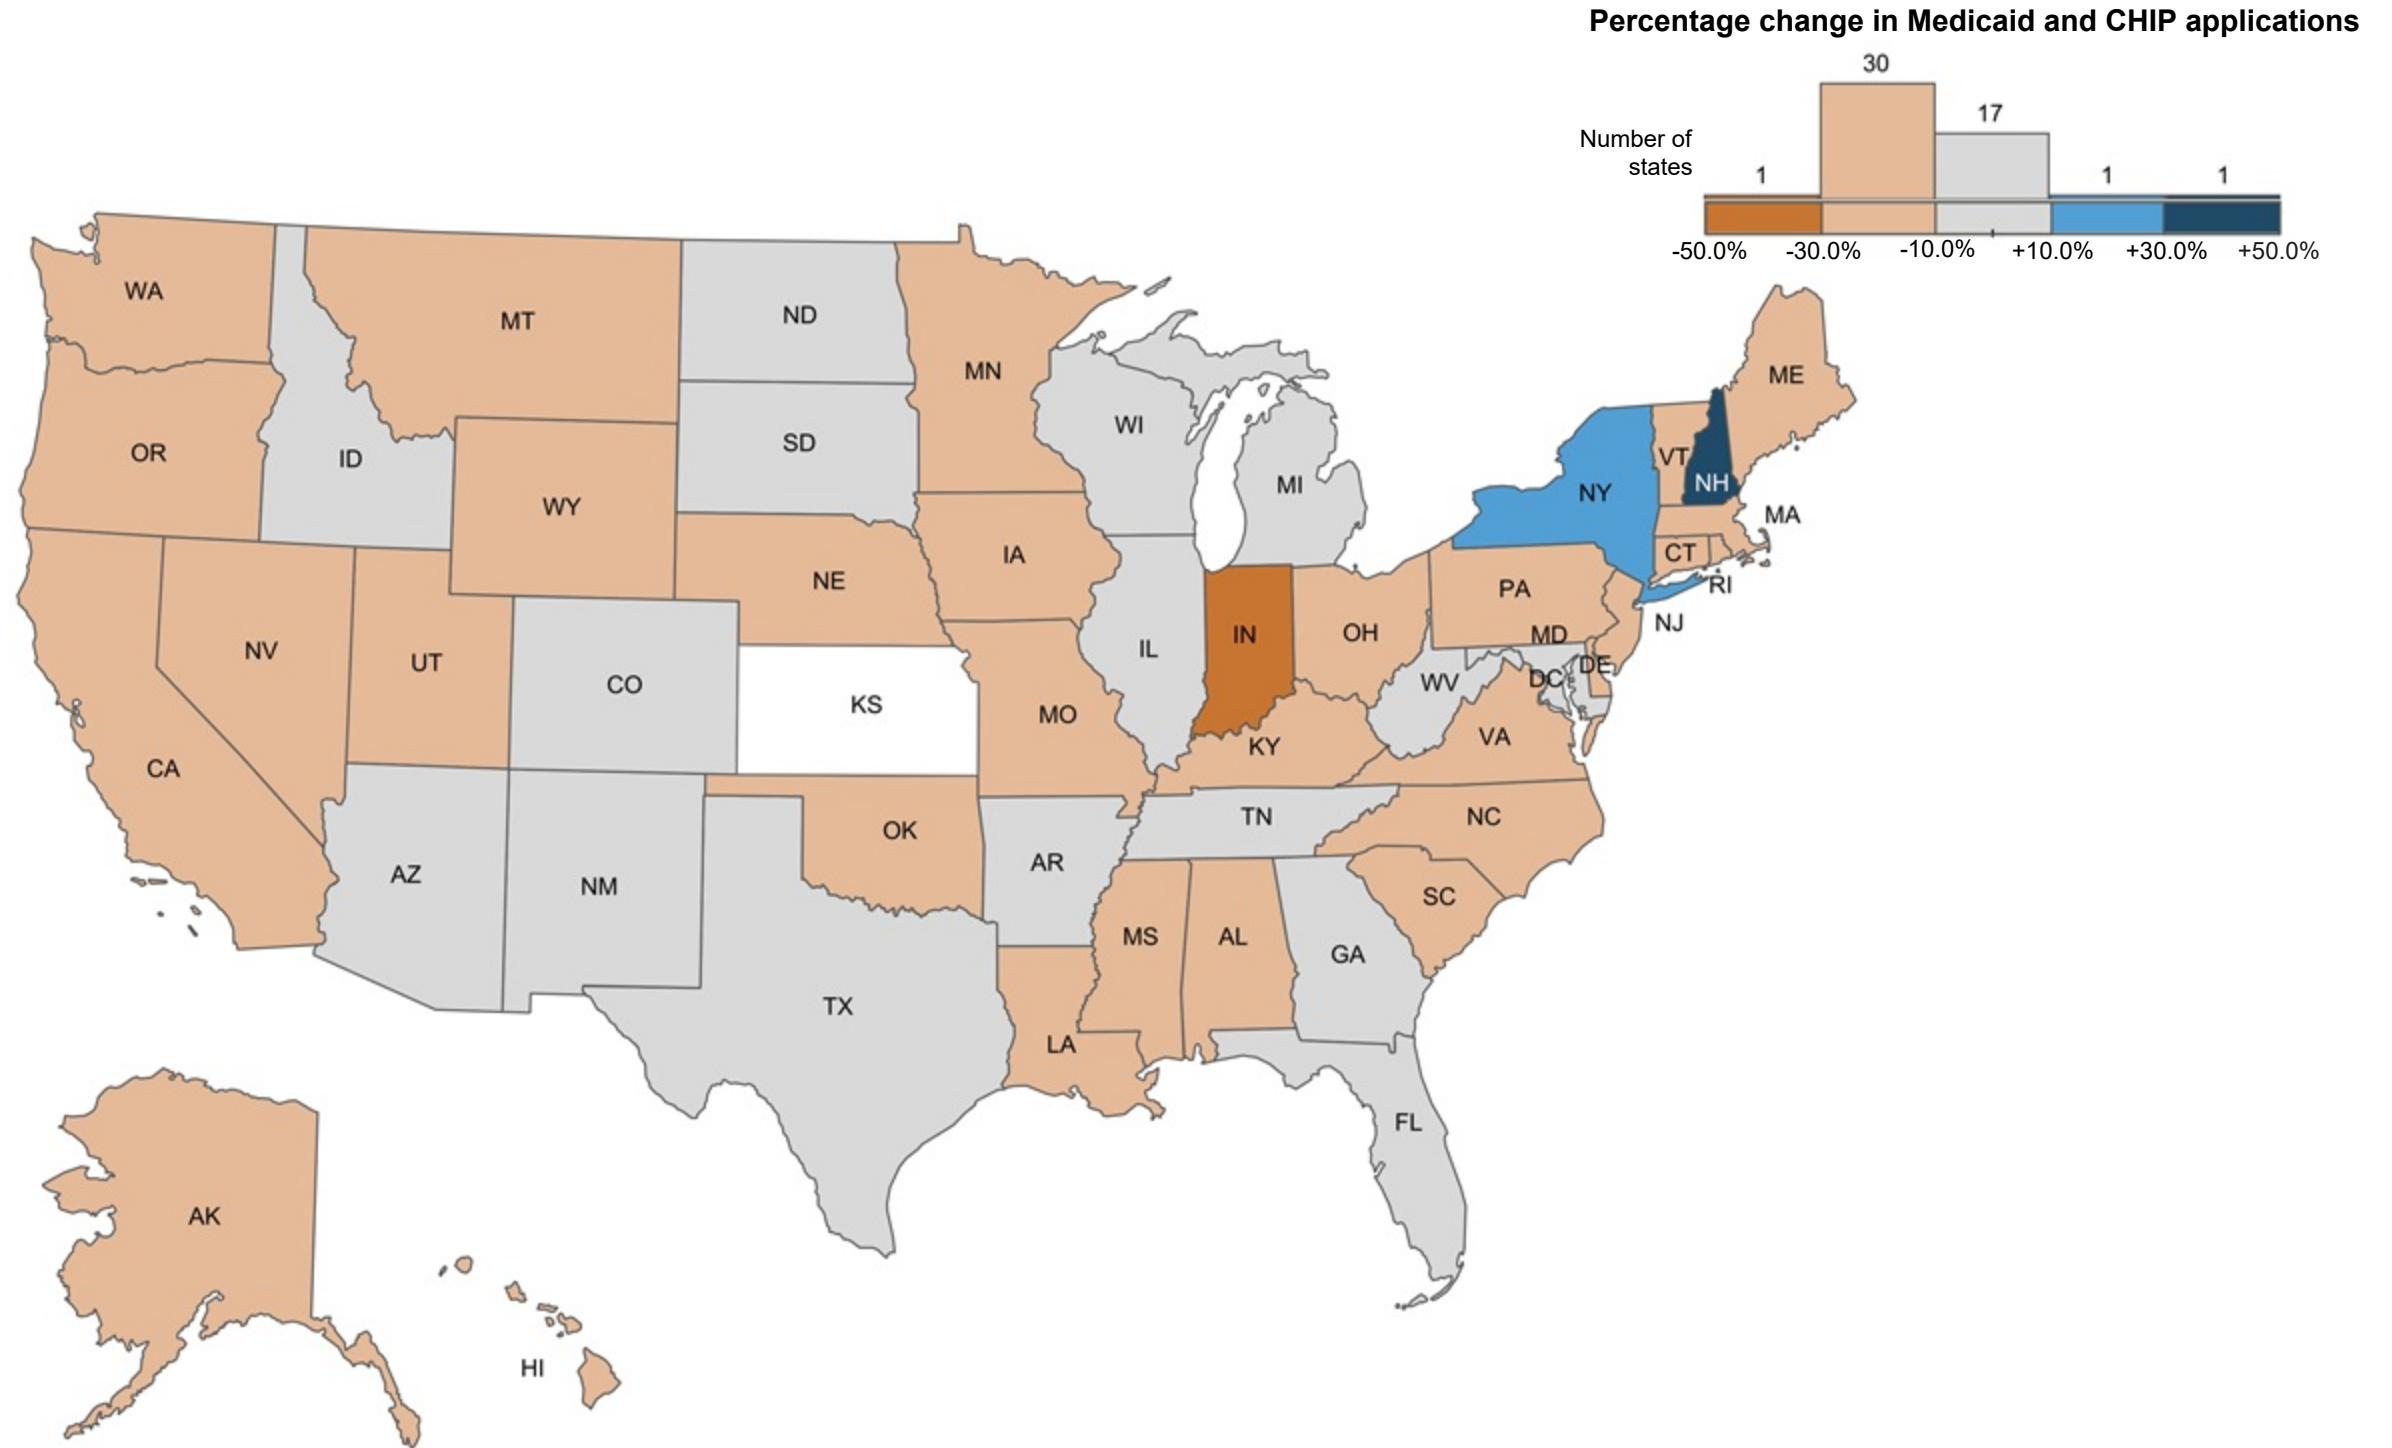 Percentage change in Medicaid and CHIP applications
30
17
Number of
states
1
1
1
-50.0%
-30.0%
-10.0%
+10.0%
+30.0%
+50.0%
WA
MT
ND
MN
ME
OR
ID
SD
WI
VT
NH
WY
MI
NY
MA
IA
CT
NE
PA
RI
NV
UT
CO
KS
IL
IN
OH
MD
NJ
MO
WV
DC
DE
CA
KY
VA
OK
TN
NC
AZ
NM
AR
SC
MS
AL
GA
TX
LA
FL
AK
HI